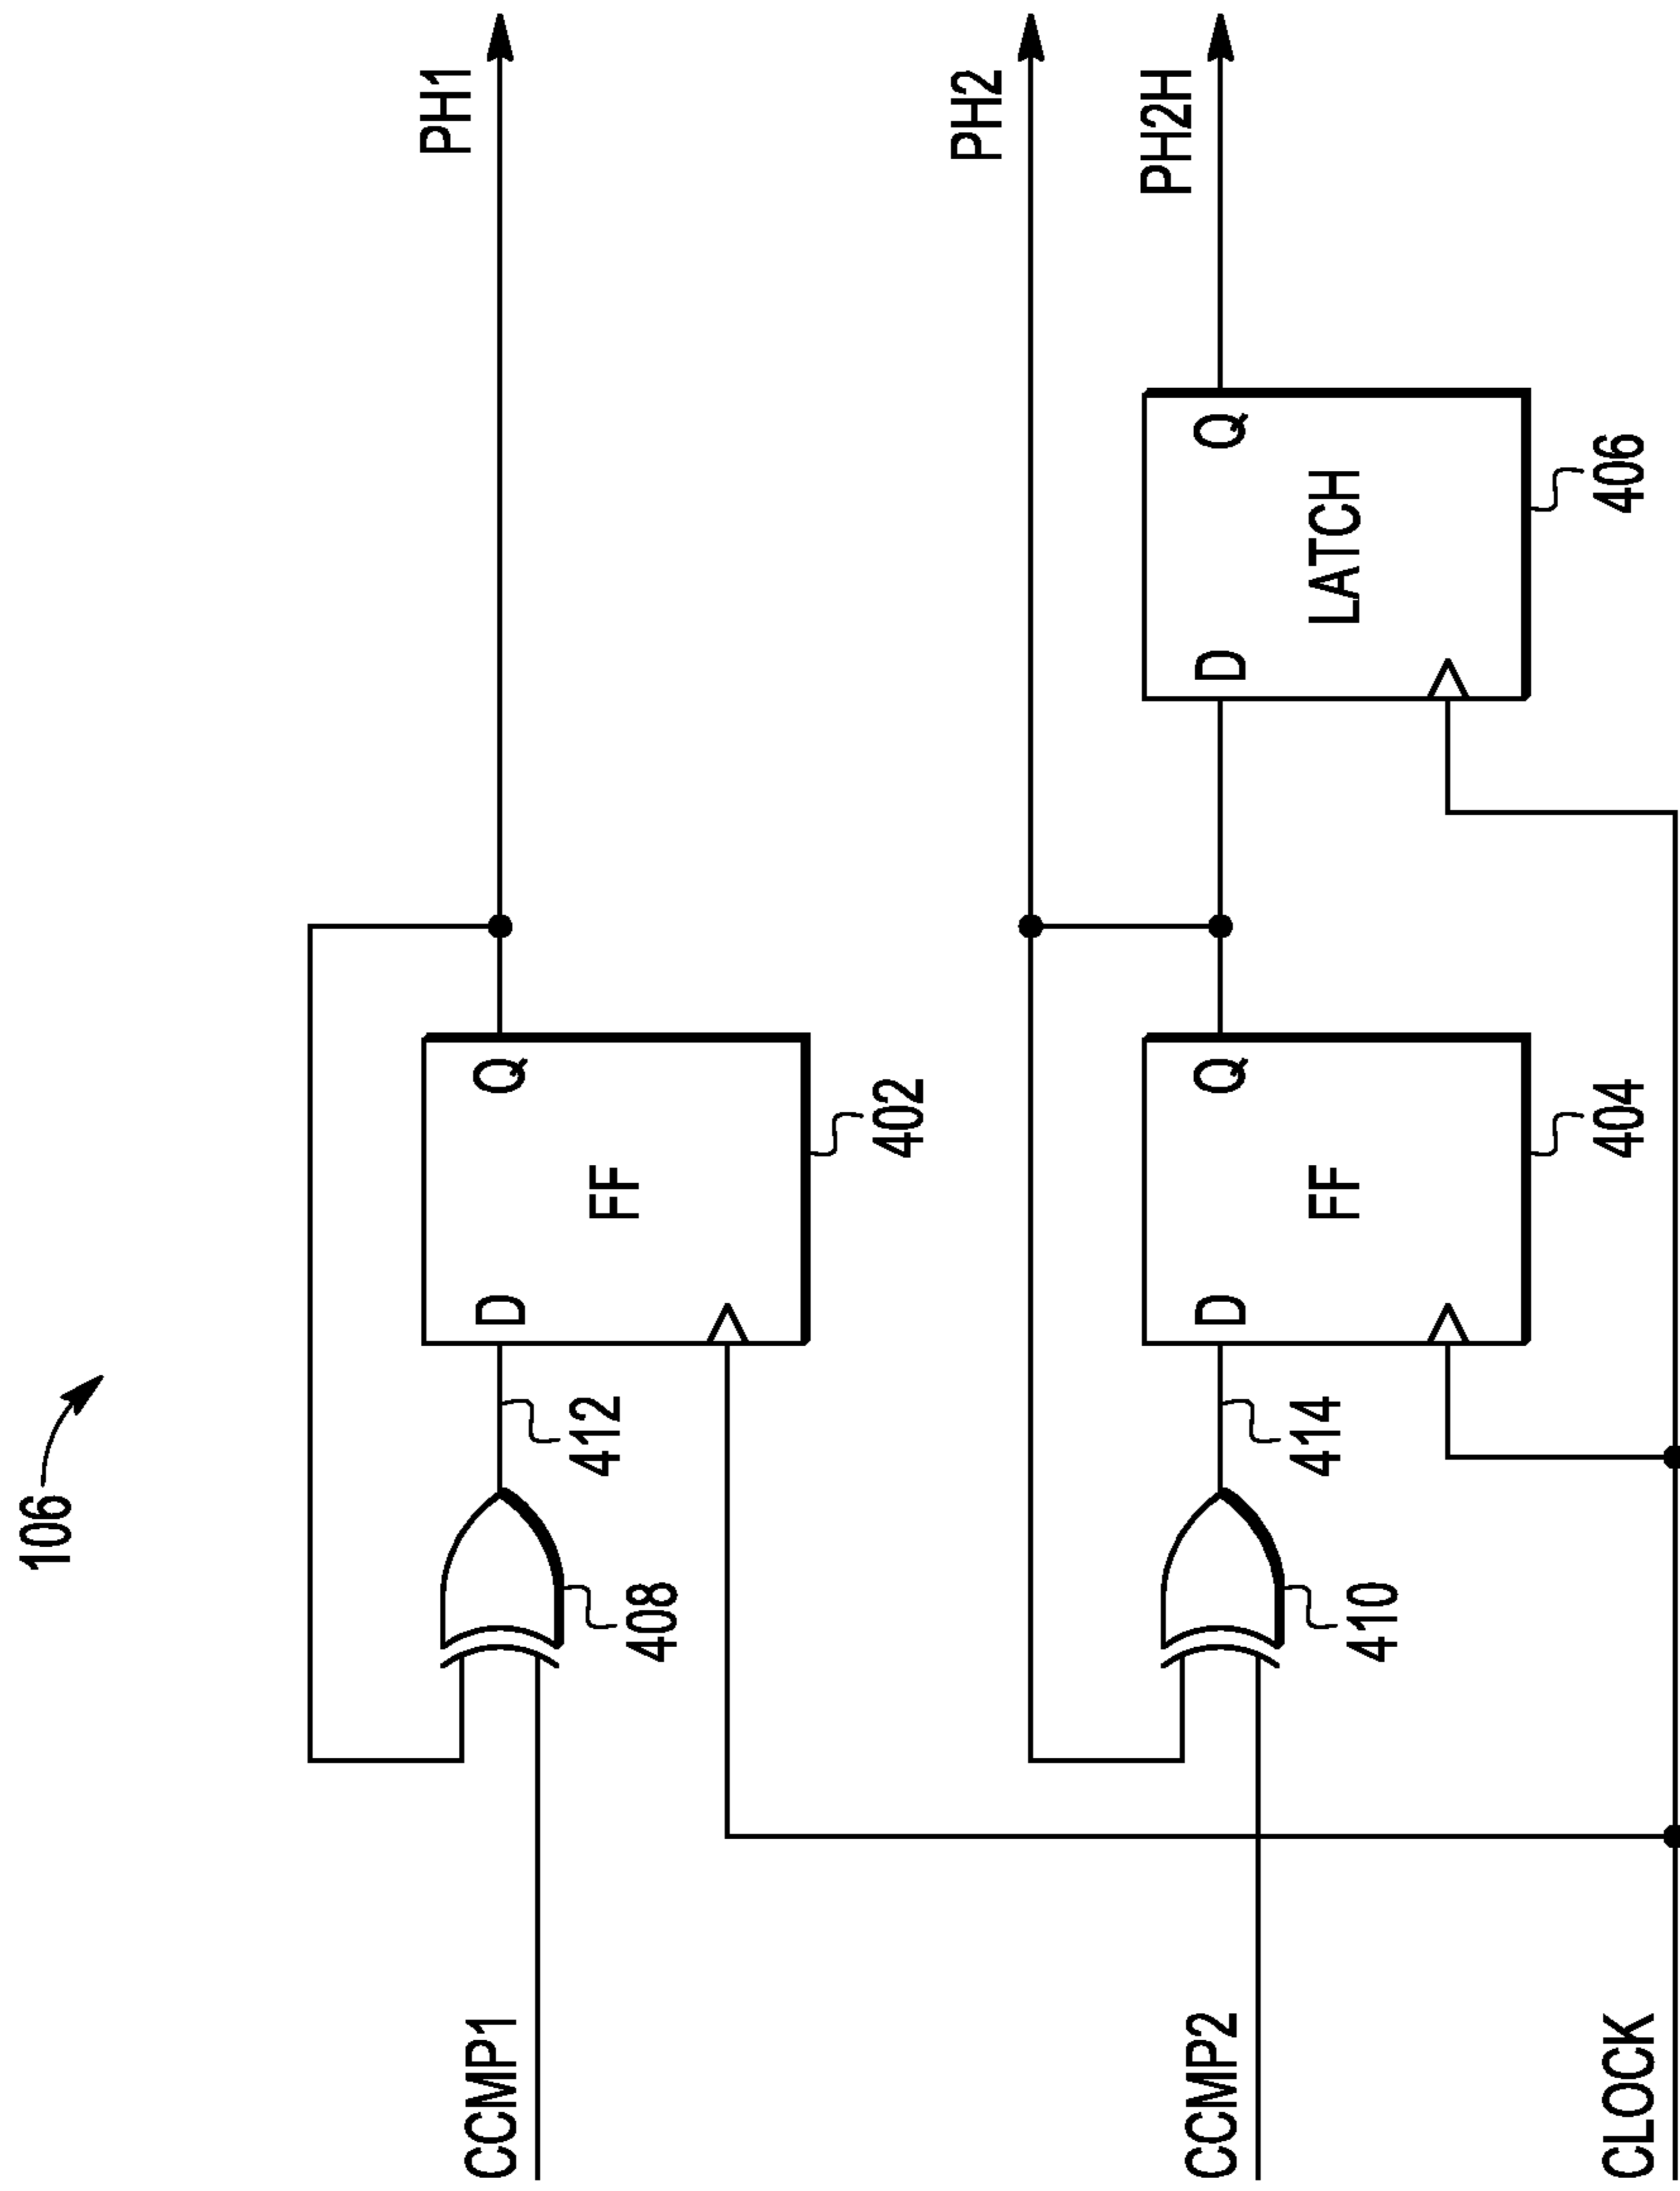 106
CCMP1
408
412
D
Q
FF
402
PH1
CCMP2
410
414
D
Q
FF
404
PH2
D
Q
LATCH
406
PH2H
CLOCK